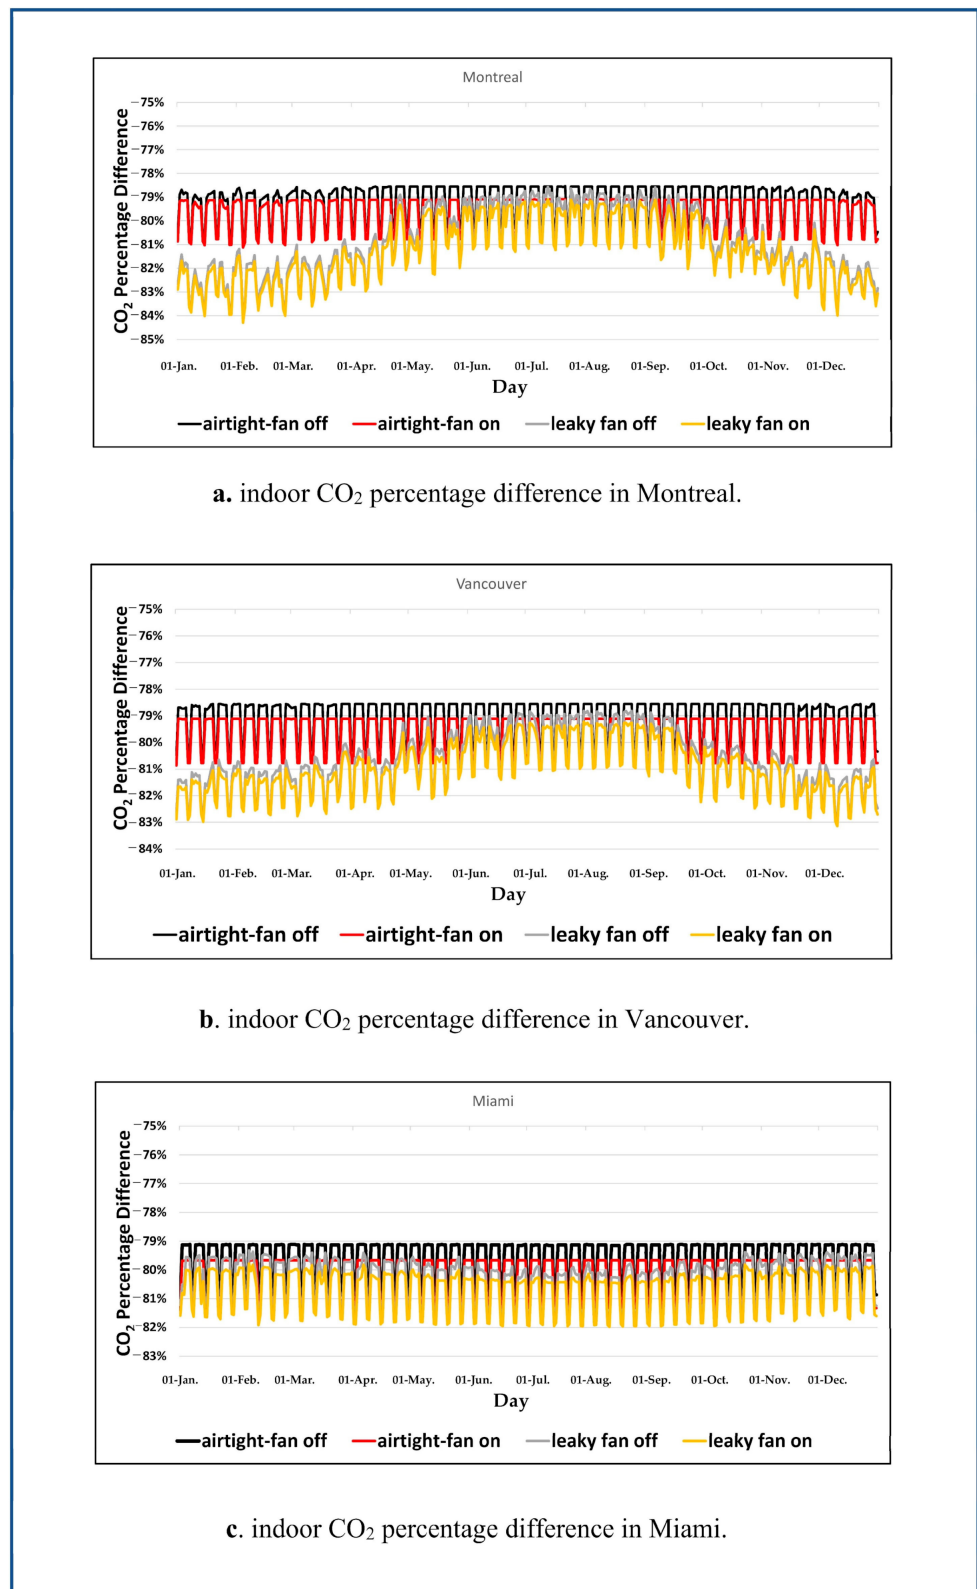 Montreal
CO₂ Percentage Difference
−75%
−76%
−77%
−78%
−79%
−80%
−81%
−82%
−83%
−84%
−85%
01-Jan. 01-Feb. 01-Mar. 01-Apr. 01-May. 01-Jun. 01-Jul. 01-Aug. 01-Sep. 01-Oct. 01-Nov. 01-Dec.
Day
airtight-fan off airtight-fan on leaky fan off leaky fan on
a. indoor CO₂ percentage difference in Montreal.
Vancouver
CO₂ Percentage Difference
−75%
−76%
−77%
−78%
−79%
−80%
−81%
−82%
−83%
−84%
01-Jan. 01-Feb. 01-Mar. 01-Apr. 01-May. 01-Jun. 01-Jul. 01-Aug. 01-Sep. 01-Oct. 01-Nov. 01-Dec.
Day
airtight-fan off airtight-fan on leaky fan off leaky fan on
b. indoor CO₂ percentage difference in Vancouver.
Miami
CO₂ Percentage Difference
−75%
−76%
−77%
−78%
−79%
−80%
−81%
−82%
−83%
01-Jan. 01-Feb. 01-Mar. 01-Apr. 01-May. 01-Jun. 01-Jul. 01-Aug. 01-Sep. 01-Oct. 01-Nov. 01-Dec.
Day
airtight-fan off airtight-fan on leaky fan off leaky fan on
c. indoor CO₂ percentage difference in Miami.